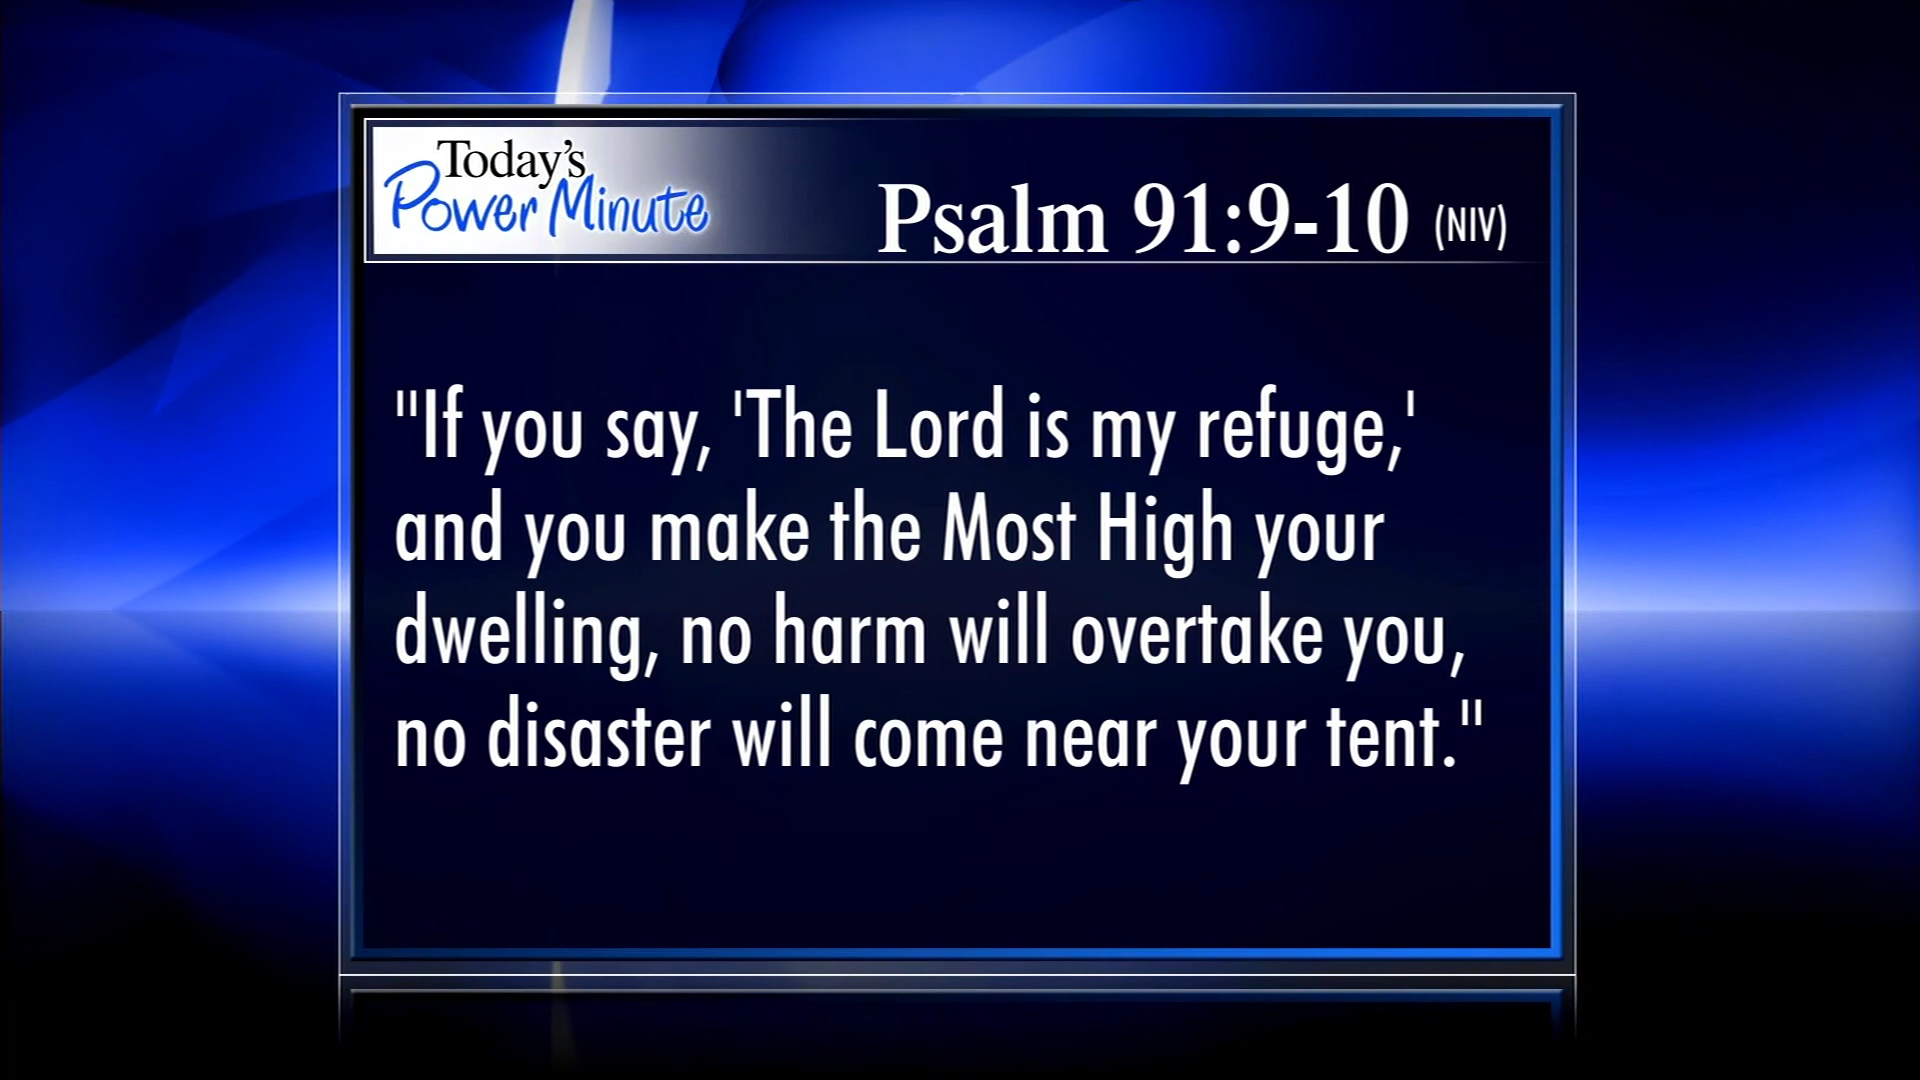 Today's
Power Minute
Psalm 91:9-10 (NIV)
"If you say, 'The Lord is my refuge,'
and you make the Most High your
dwelling, no harm will overtake you,
no disaster will come near your tent."